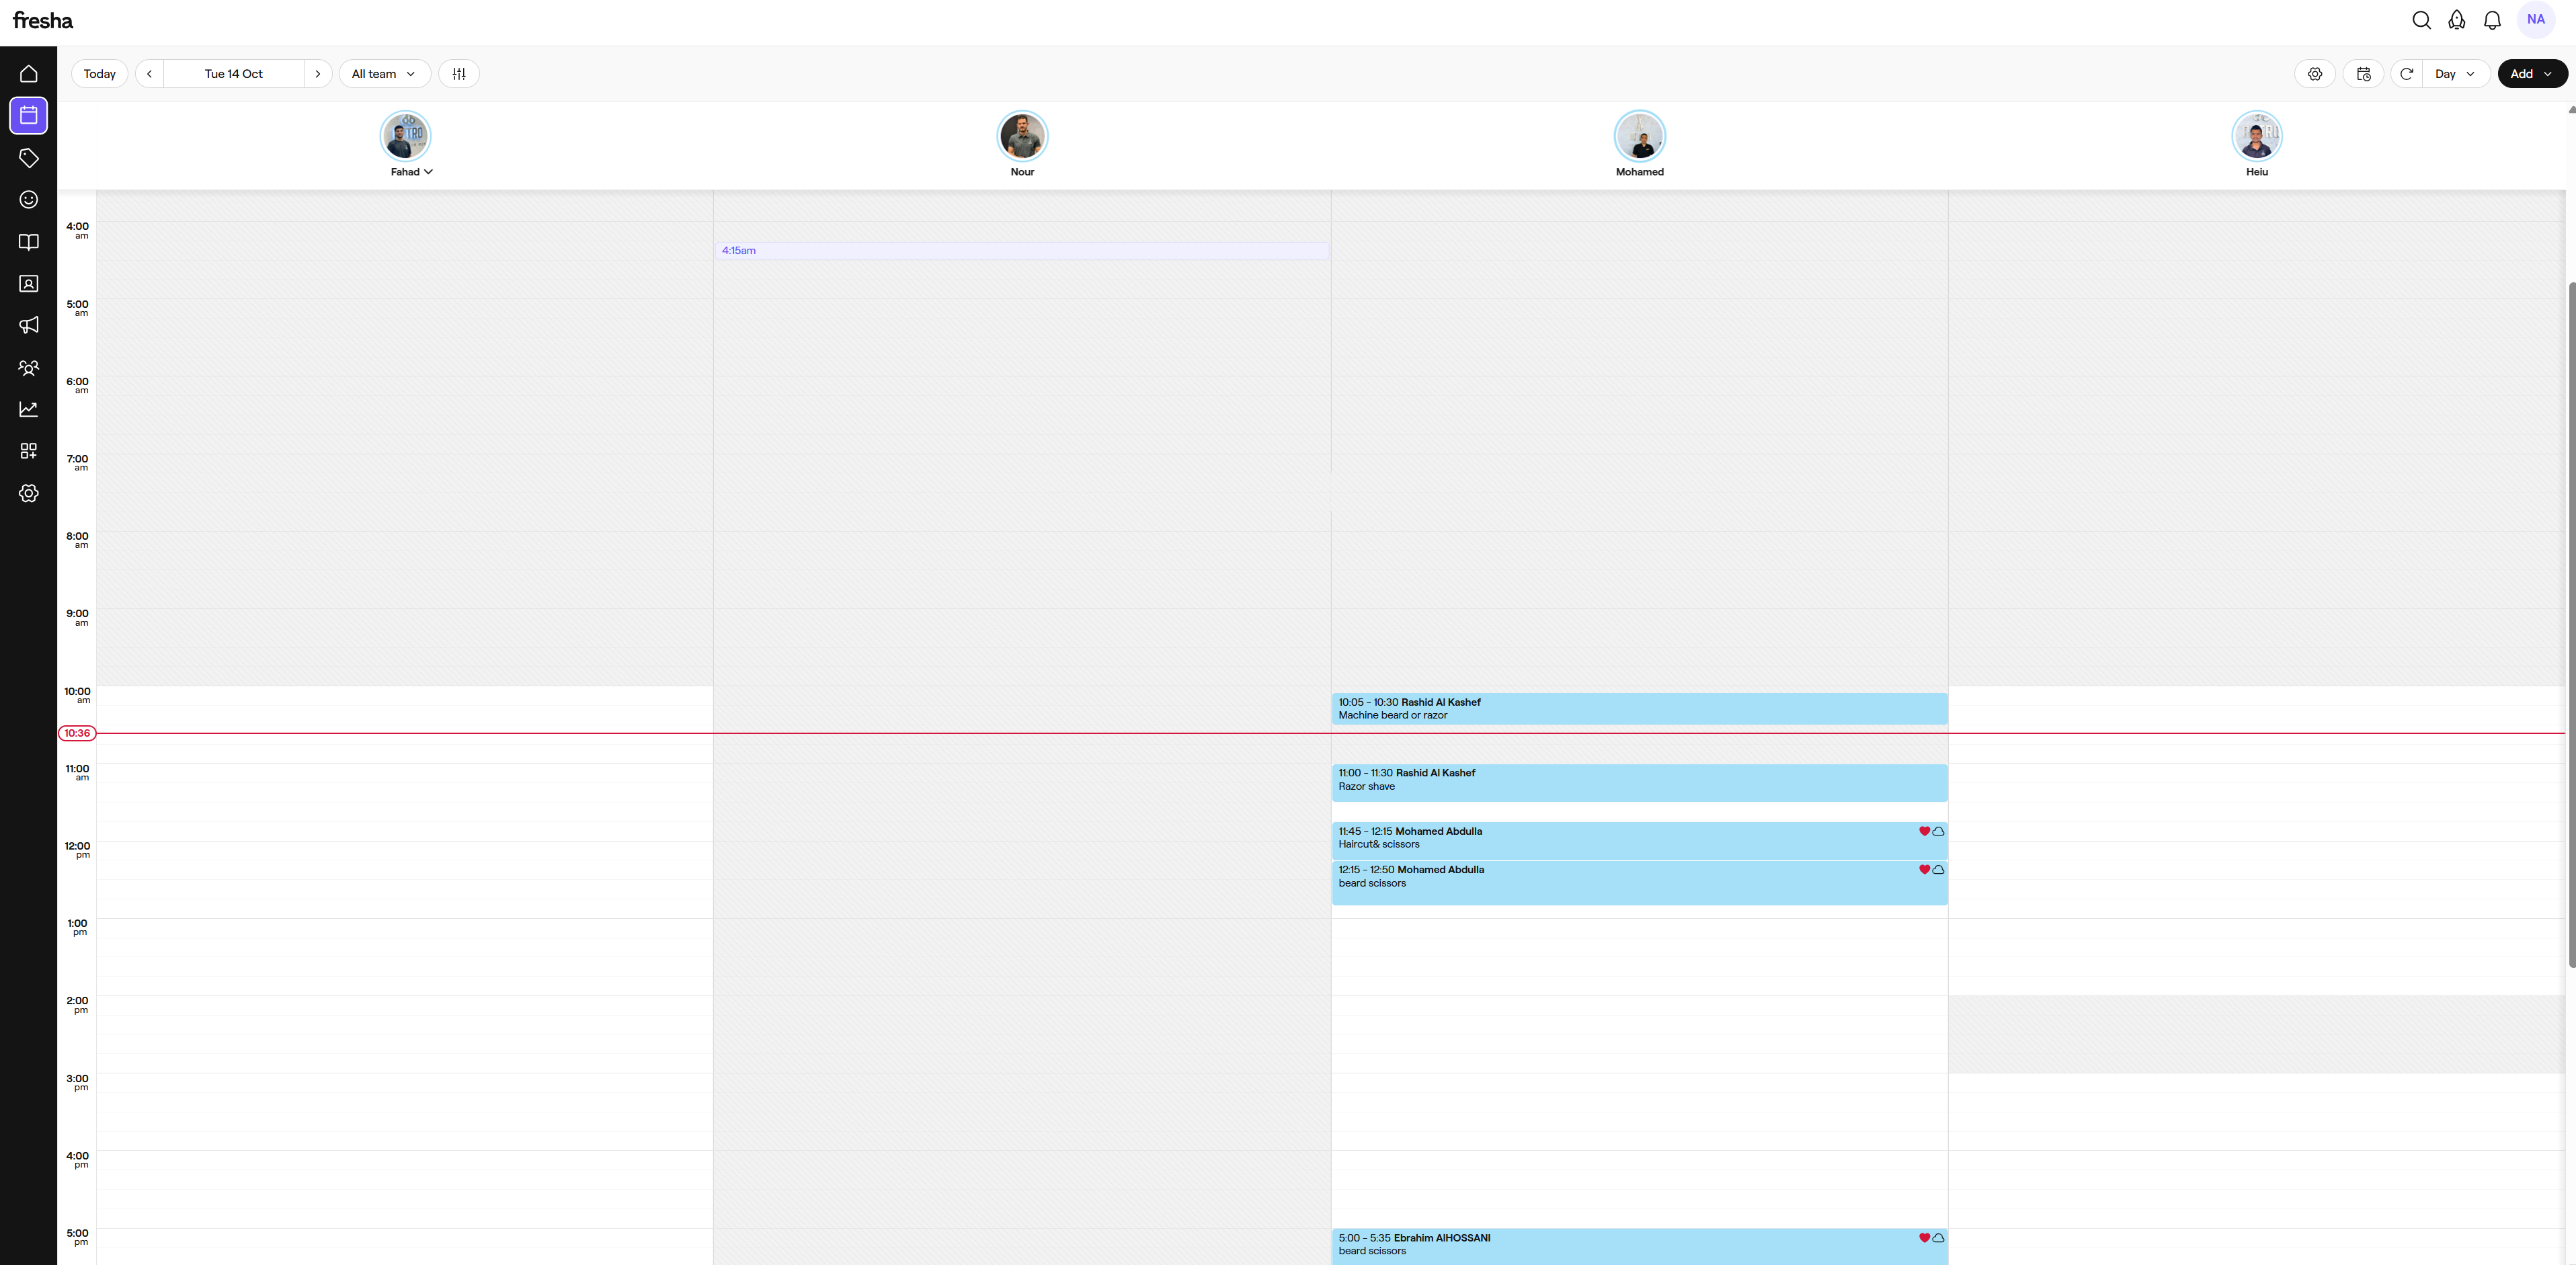 fresha
NA
Today
Tue 14 Oct
All team
Day
Add
Fahad
Nour
Mohamed
Heiu
4:00
am
4:15am
5:00
am
6:00
am
7:00
am
8:00
am
9:00
am
10:00
am
10:05 - 10:30 Rashid Al Kashef
Machine beard or razor
10:36
11:00
am
11:00 - 11:30 Rashid Al Kashef
Razor shave
11:45 - 12:15 Mohamed Abdulla
Haircut& scissors
12:00
pm
12:15 - 12:50 Mohamed Abdulla
beard scissors
1:00
pm
2:00
pm
3:00
pm
4:00
pm
5:00
pm
5:00 - 5:35 Ebrahim AlHOSSANI
beard scissors